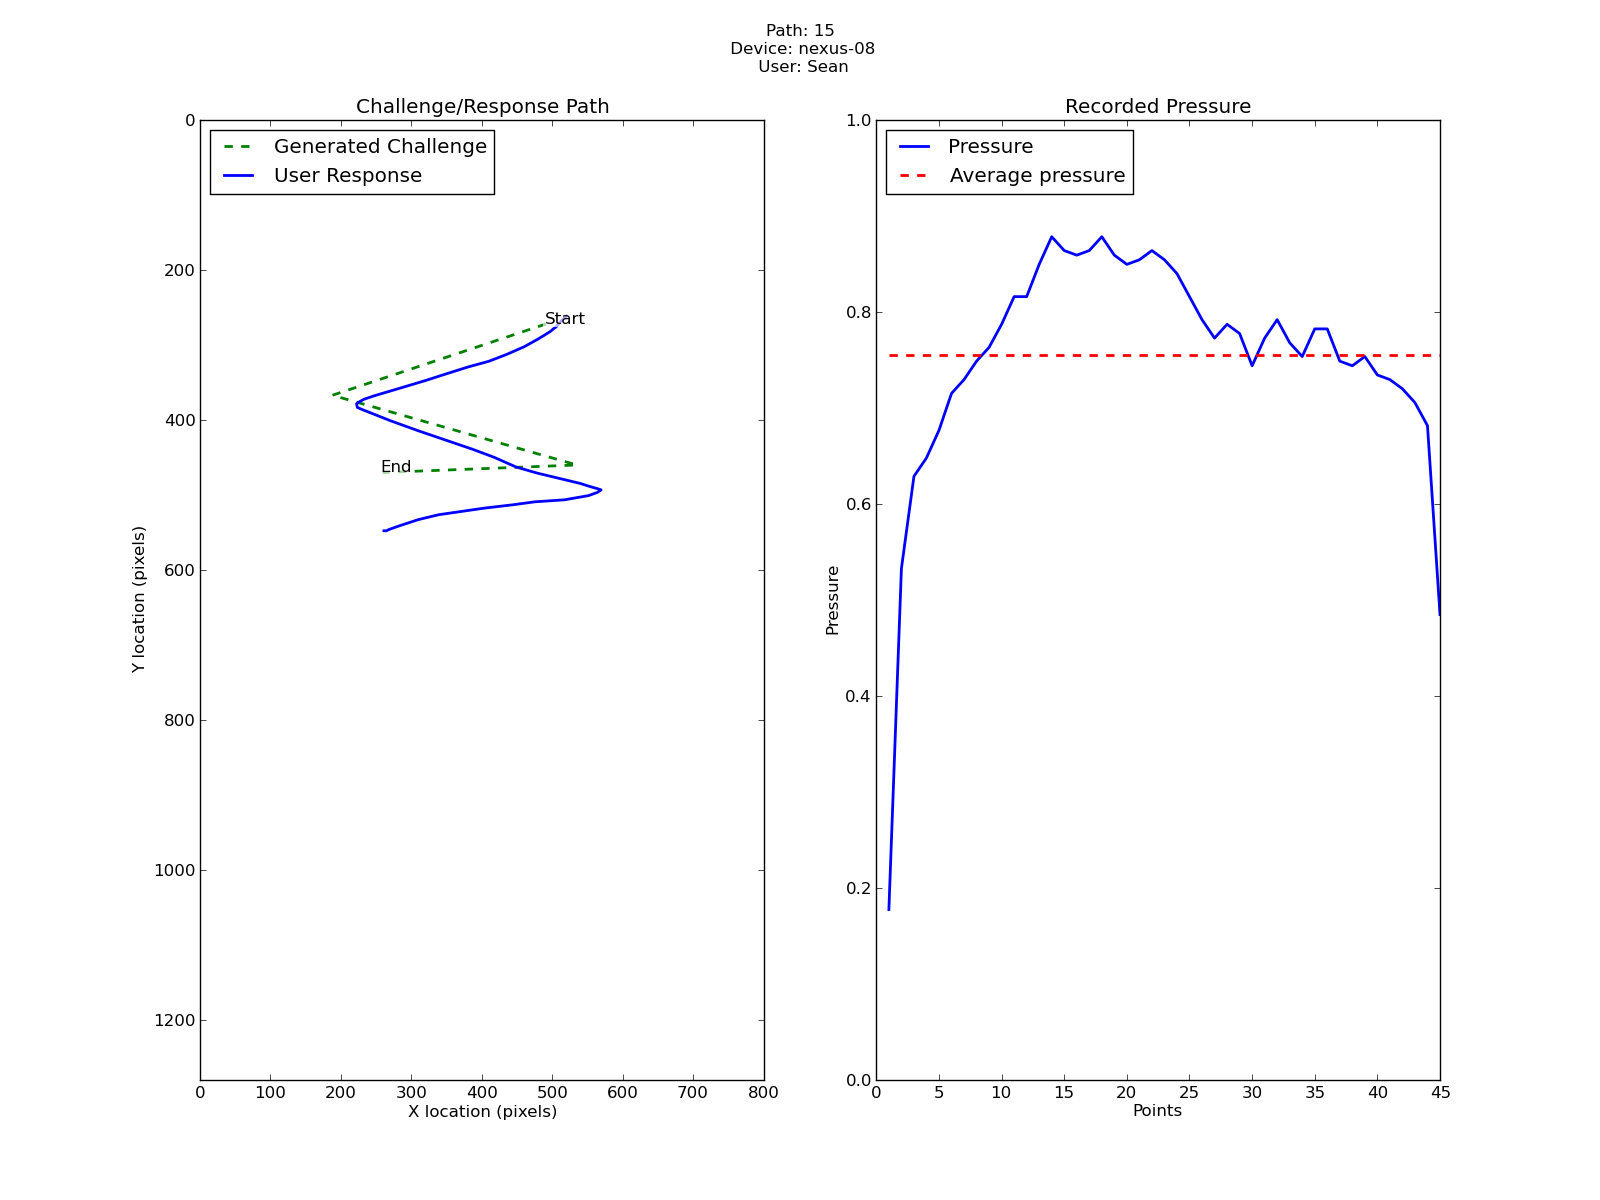 Path: 15
Device: nexus-08
User: Sean
Challenge/Response Path
Generated Challenge
User Response
Start
End
0
200
400
600
800
1000
1200
Y location (pixels)
0 100 200 300 400 500 600 700 800
X location (pixels)
Recorded Pressure
Pressure
Average pressure
1.0
0.8
0.6
0.4
0.2
0.0
Pressure
0 5 10 15 20 25 30 35 40 45
Points